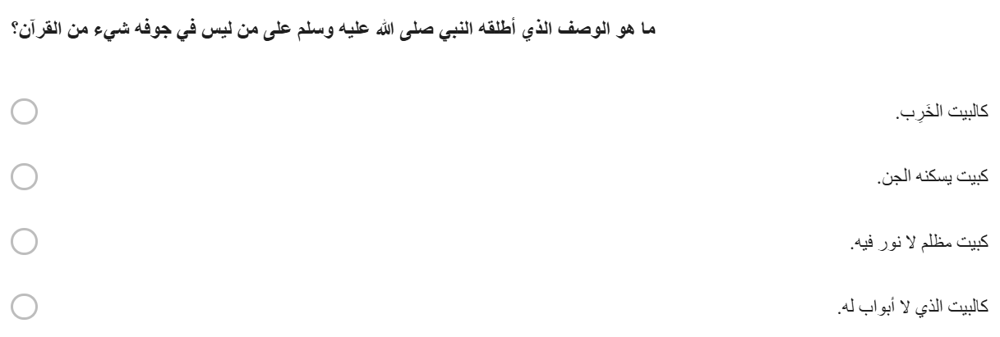 ما هو الوصف الذي أطلقه النبي صلى الله عليه وسلم على من ليس في جوفه شيء من القرآن؟
كالبيت الخَرِب.
كبيت يسكنه الجن.
كبيت مظلم لا نور فيه.
كالبيت الذي لا أبواب له.